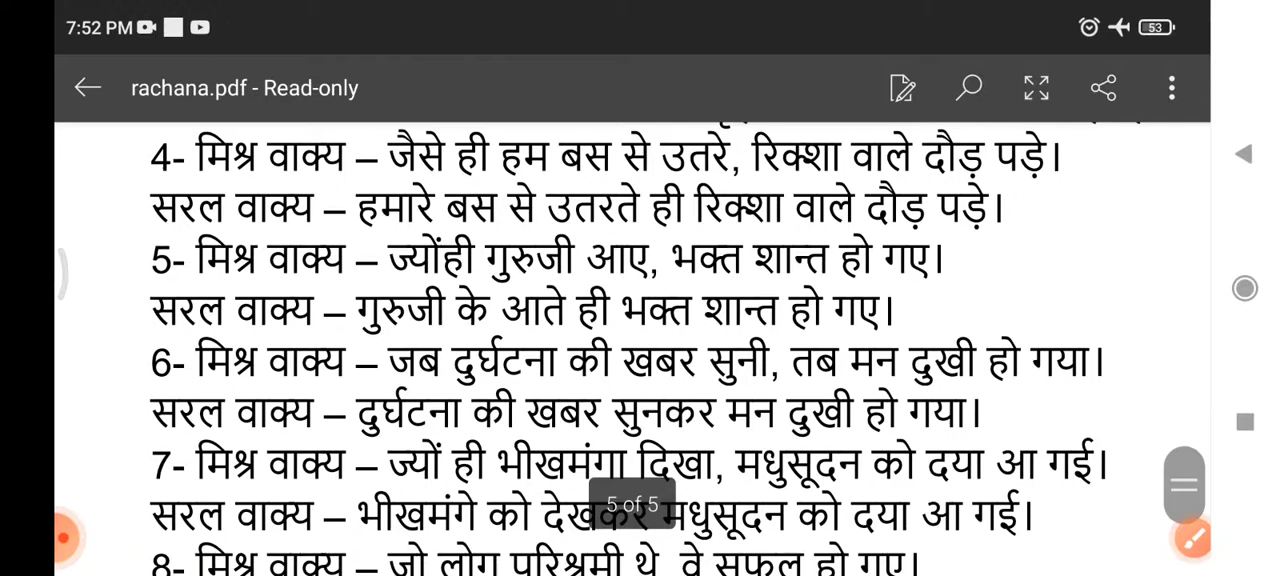 7:52 PM
53
rachana.pdf - Read-only
4- मिश्र वाक्य – जैसे ही हम बस से उतरे, रिक्शा वाले दौड़ पड़े।
सरल वाक्य – हमारे बस से उतरते ही रिक्शा वाले दौड़ पड़े।
5- मिश्र वाक्य – ज्योंही गुरुजी आए, भक्त शान्त हो गए।
सरल वाक्य – गुरुजी के आते ही भक्त शान्त हो गए।
6- मिश्र वाक्य – जब दुर्घटना की खबर सुनी, तब मन दुखी हो गया।
सरल वाक्य – दुर्घटना की खबर सुनकर मन दुखी हो गया।
7- मिश्र वाक्य – ज्यों ही भीखमंगा दिखा, मधुसूदन को दया आ गई।
5 of 5
सरल वाक्य – भीखमंगे को देखकर मधुसूदन को दया आ गई।
8- मिश्र वाक्य – जो लोग परिश्रमी थे, वे सफल हो गए।